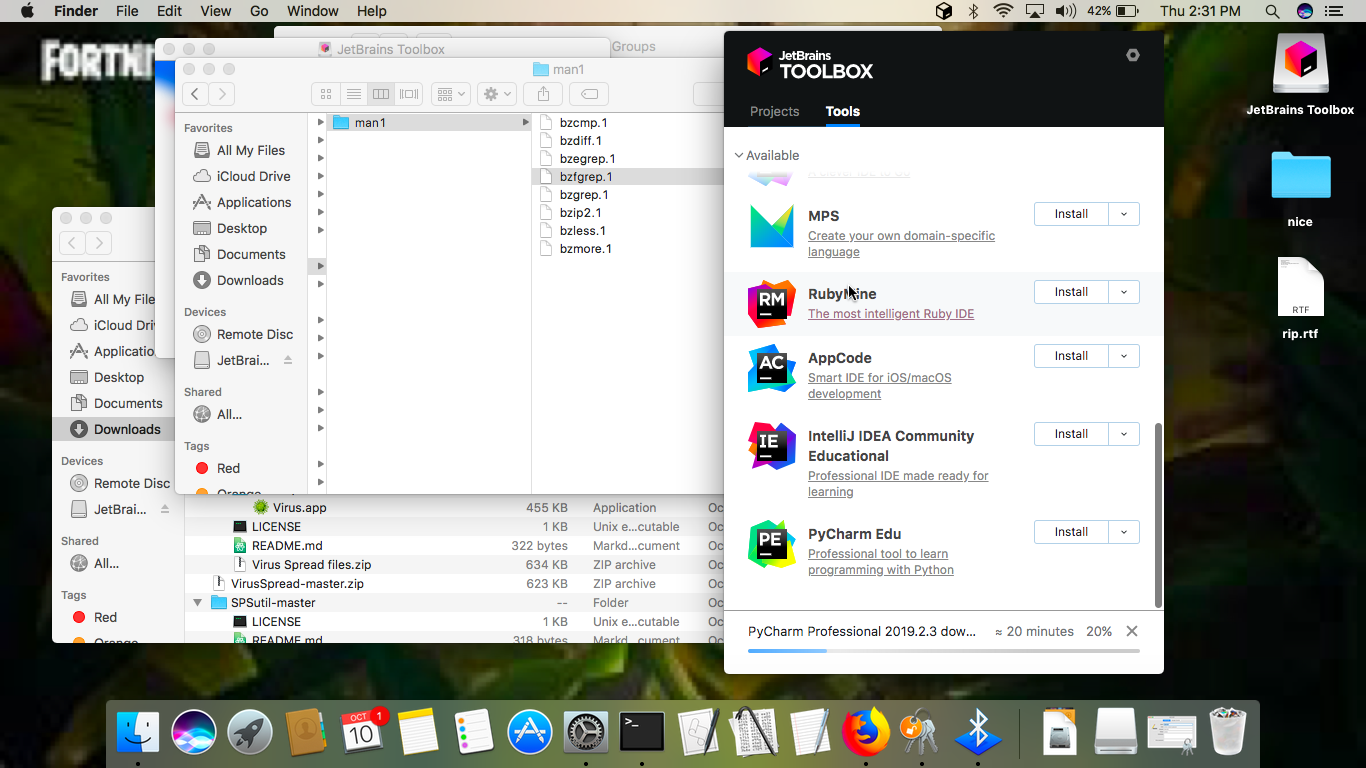 Finder File Edit View Go Window Help
42% Thu 2:31 PM
FORTNI
Groups
JetBrains Toolbox
man1
Favorites
All My Files
iCloud Drive
Applications
Desktop
Documents
Downloads
Devices
Remote Disc
JetBrai...
Shared
All...
Tags
Red
Orange
man1
bzcmp.1
bzdiff.1
bzegrep.1
bzfgrep.1
bzgrep.1
bzip2.1
bzless.1
bzmore.1
Favorites
All My File
iCloud Driv
Applicatio
Desktop
Documents
Downloads
Devices
Remote Disc
JetBrai...
Shared
All...
Tags
Red
Orange
Virus.app 455 KB Application Oc
LICENSE 1 KB Unix e...cutable Oc
README.md 322 bytes Markd...cument Oc
Virus Spread files.zip 634 KB ZIP archive Oc
VirusSpread-master.zip 623 KB ZIP archive Oc
SPSutil-master -- Folder Oc
LICENSE 1 KB Unix e...cutable Oc
README.md 318 bytes Markd...cument Oc
JetBrains
TOOLBOX
Projects Tools
Available
A clever IDE to Go
MPS
Create your own domain-specific
language
Install
RM
RubyMine
The most intelligent Ruby IDE
Install
AC
AppCode
Smart IDE for iOS/macOS
development
Install
IE
IntelliJ IDEA Community
Educational
Professional IDE made ready for
learning
Install
PE
PyCharm Edu
Professional tool to learn
programming with Python
Install
PyCharm Professional 2019.2.3 dow... ≈ 20 minutes 20%
JetBrains Toolbox
nice
RTF
rip.rtf
OCT
10
1